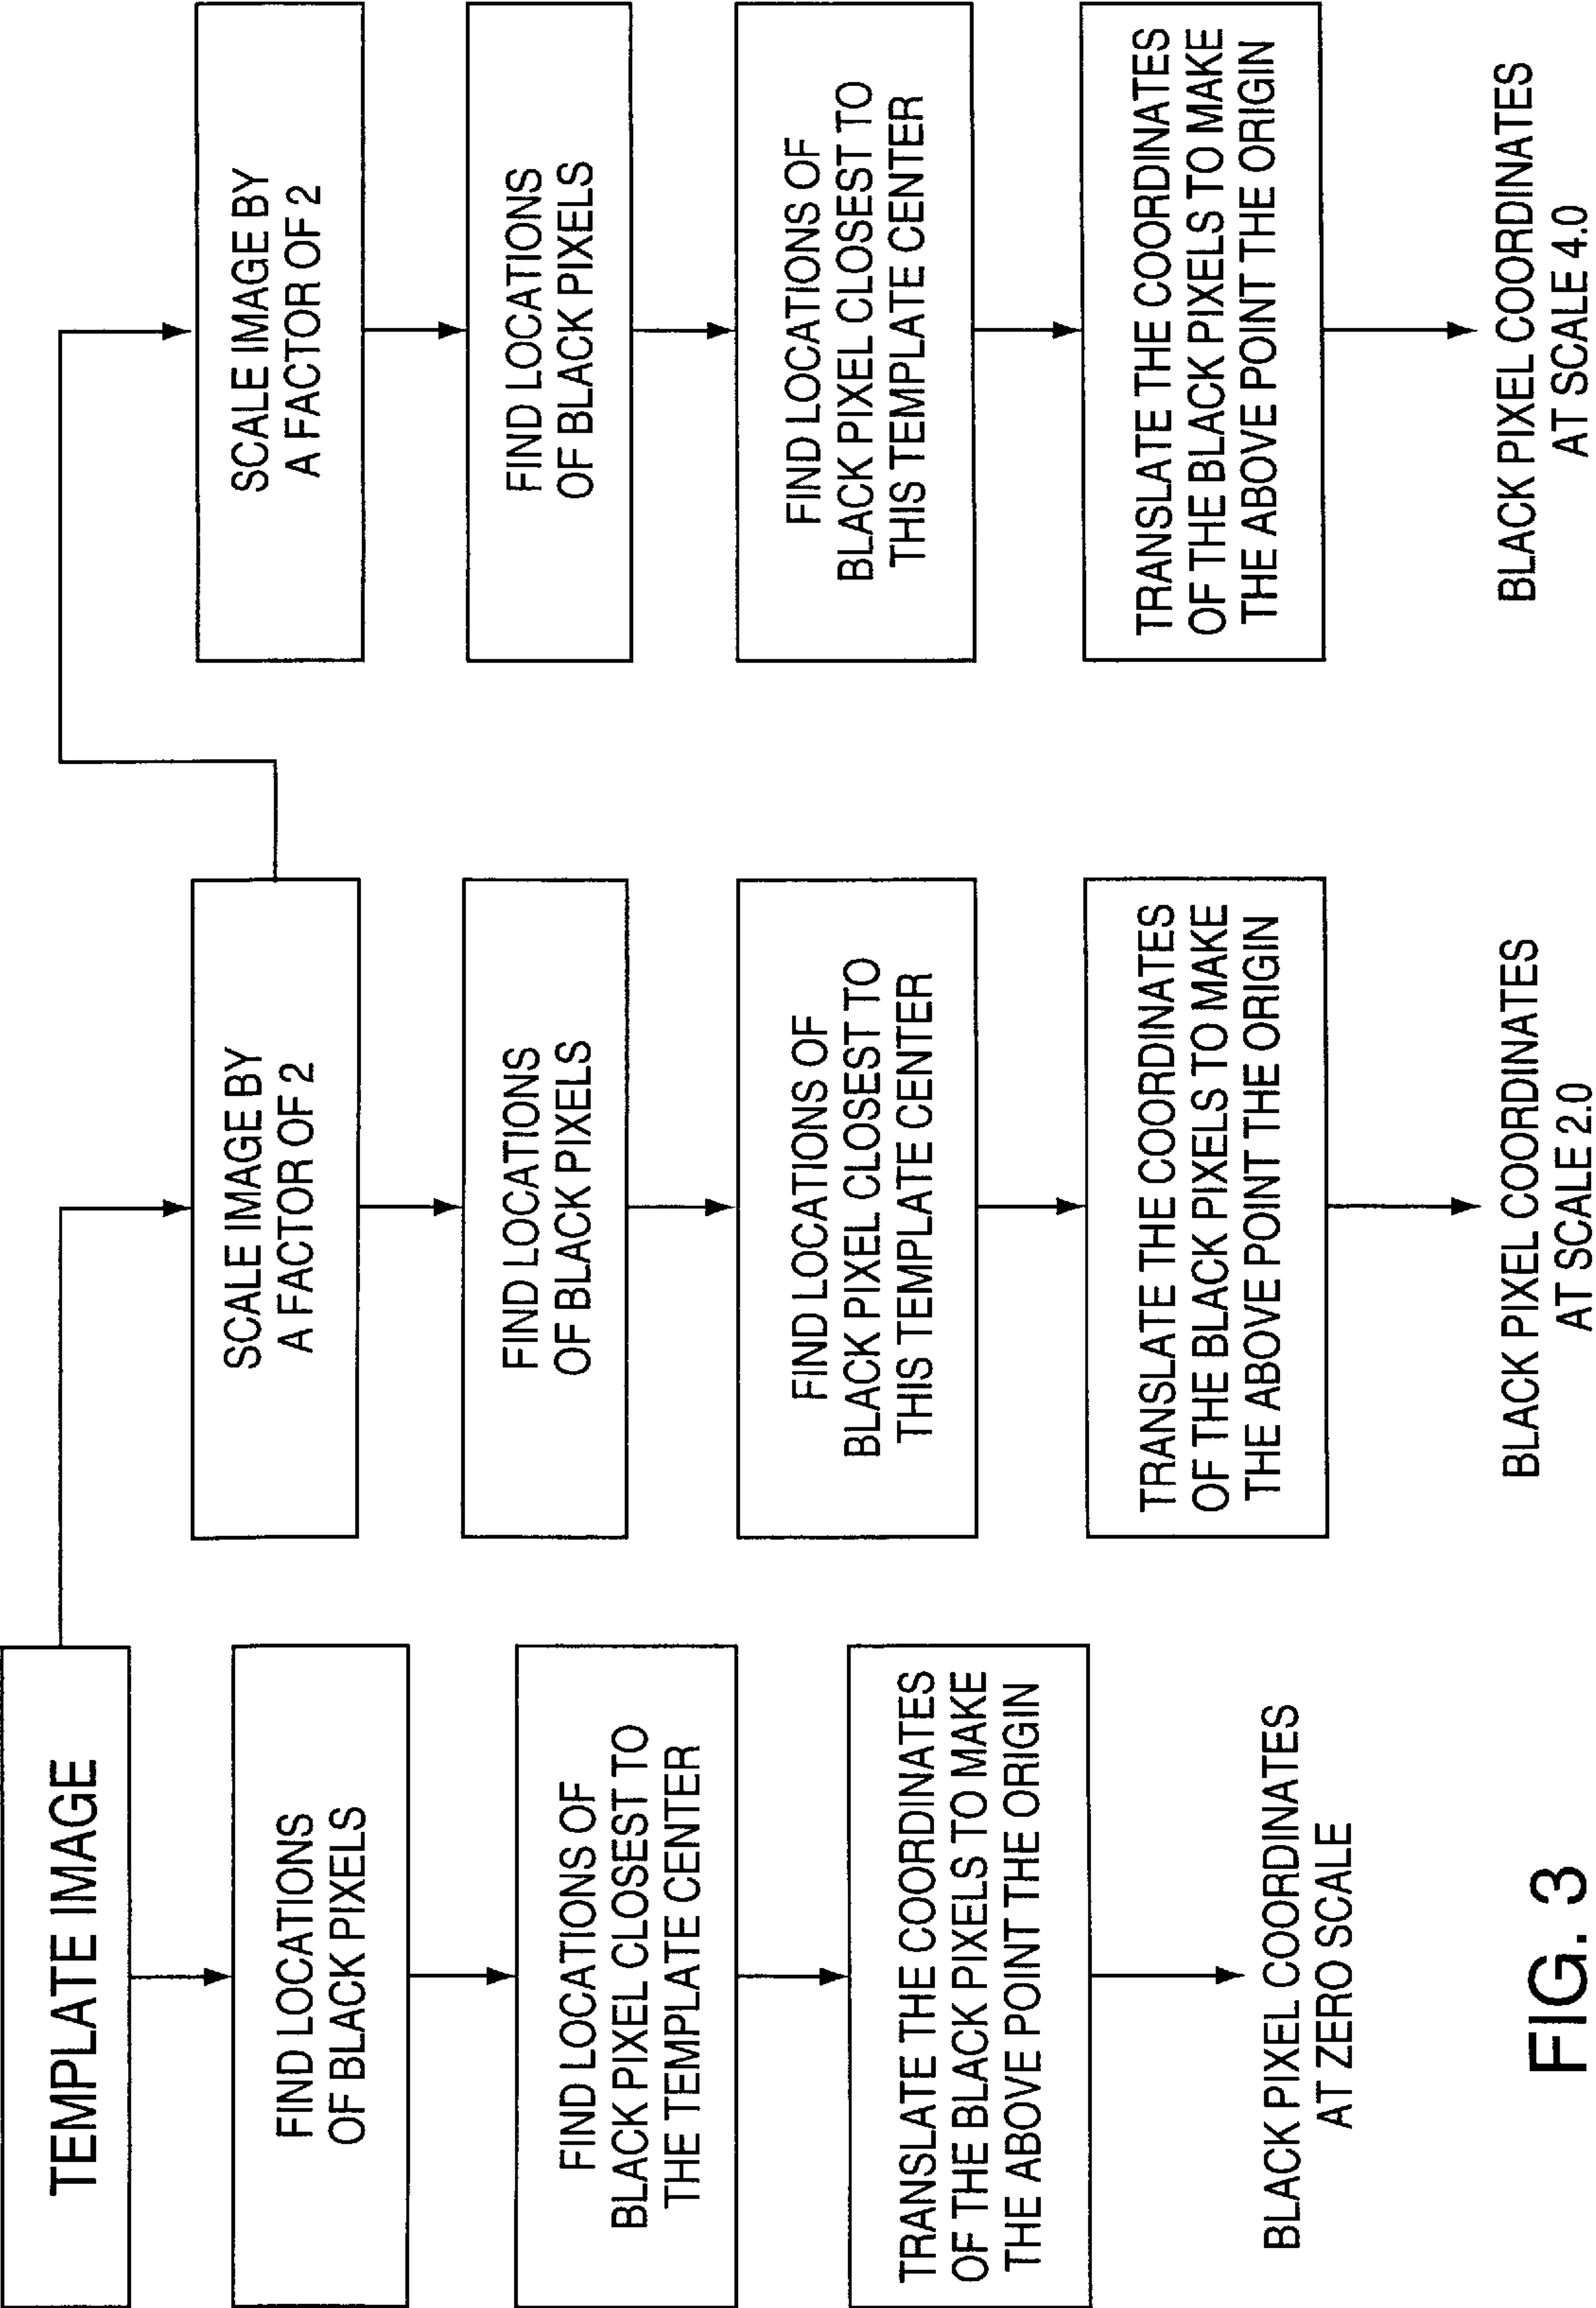 TEMPLATE IMAGE
FIND LOCATIONS
OF BLACK PIXELS
FIND LOCATIONS OF
BLACK PIXEL CLOSEST TO
THE TEMPLATE CENTER
TRANSLATE THE COORDINATES
OF THE BLACK PIXELS TO MAKE
THE ABOVE POINT THE ORIGIN
BLACK PIXEL COORDINATES
AT ZERO SCALE
SCALE IMAGE BY
A FACTOR OF 2
FIND LOCATIONS
OF BLACK PIXELS
FIND LOCATIONS OF
BLACK PIXEL CLOSEST TO
THIS TEMPLATE CENTER
TRANSLATE THE COORDINATES
OF THE BLACK PIXELS TO MAKE
THE ABOVE POINT THE ORIGIN
BLACK PIXEL COORDINATES
AT SCALE 2.0
SCALE IMAGE BY
A FACTOR OF 2
FIND LOCATIONS
OF BLACK PIXELS
FIND LOCATIONS OF
BLACK PIXEL CLOSEST TO
THIS TEMPLATE CENTER
TRANSLATE THE COORDINATES
OF THE BLACK PIXELS TO MAKE
THE ABOVE POINT THE ORIGIN
BLACK PIXEL COORDINATES
AT SCALE 4.0
FIG. 3